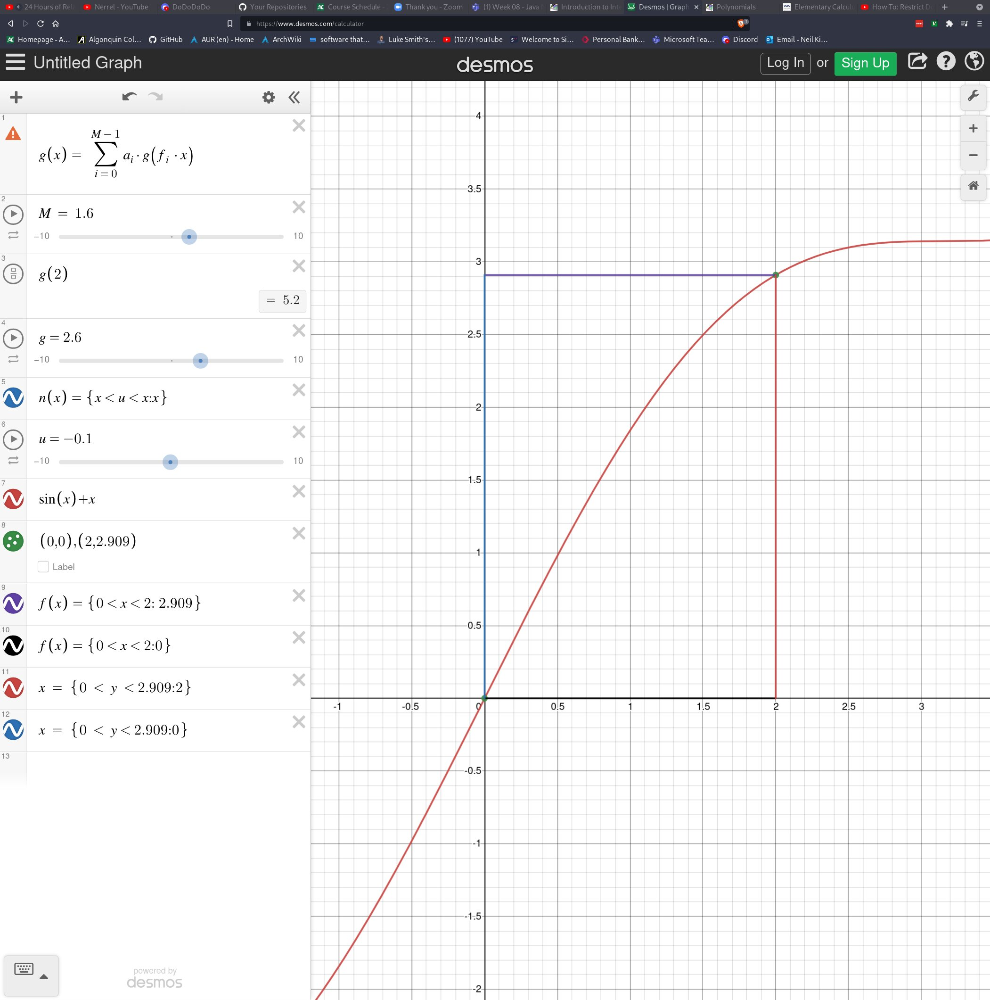 24 Hours of Rel
Nerrel - YouTube
DoDoDoDo
Your Repositories
Course Schedule -
Thank you - Zoom
(1) Week 08 - Java
Introduction to Int
Desmos | Graph
Polynomials
Elementary Calcul
How To: Restrict D
https://www.desmos.com/calculator
Homepage - A...
Algonquin Col...
GitHub
AUR (en) - Home
ArchWiki
software that...
Luke Smith's...
(1077) YouTube
Welcome to Si...
Personal Bank...
Microsoft Tea...
Discord
Email - Neil Ki...
Untitled Graph
desmos
Log In or Sign Up
1
M − 1
g(x) = ∑ a_i · g(f_i · x)
i = 0
2
M = 1.6
-10 10
3
g(2)
= 5.2
4
g = 2.6
-10 10
5
n(x) = {x < u < x:x}
6
u = −0.1
-10 10
7
sin(x)+x
8
(0,0),(2,2.909)
Label
9
f(x) = {0 < x < 2: 2.909}
10
f(x) = {0 < x < 2:0}
11
x = {0 < y < 2.909:2}
12
x = {0 < y < 2.909:0}
13
powered by
desmos
4
3.5
3
2.5
2
1.5
1
0.5
-1 -0.5 0 0.5 1 1.5 2 2.5 3
-0.5
-1
-1.5
-2